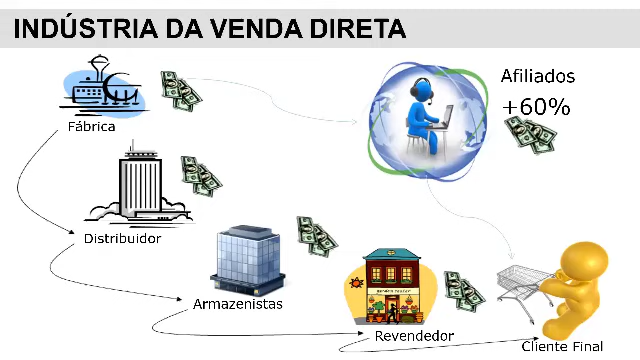 INDÚSTRIA DA VENDA DIRETA
Afiliados
+60%
Fábrica
Distribuidor
Armazenistas
Revendedor
Cliente Final